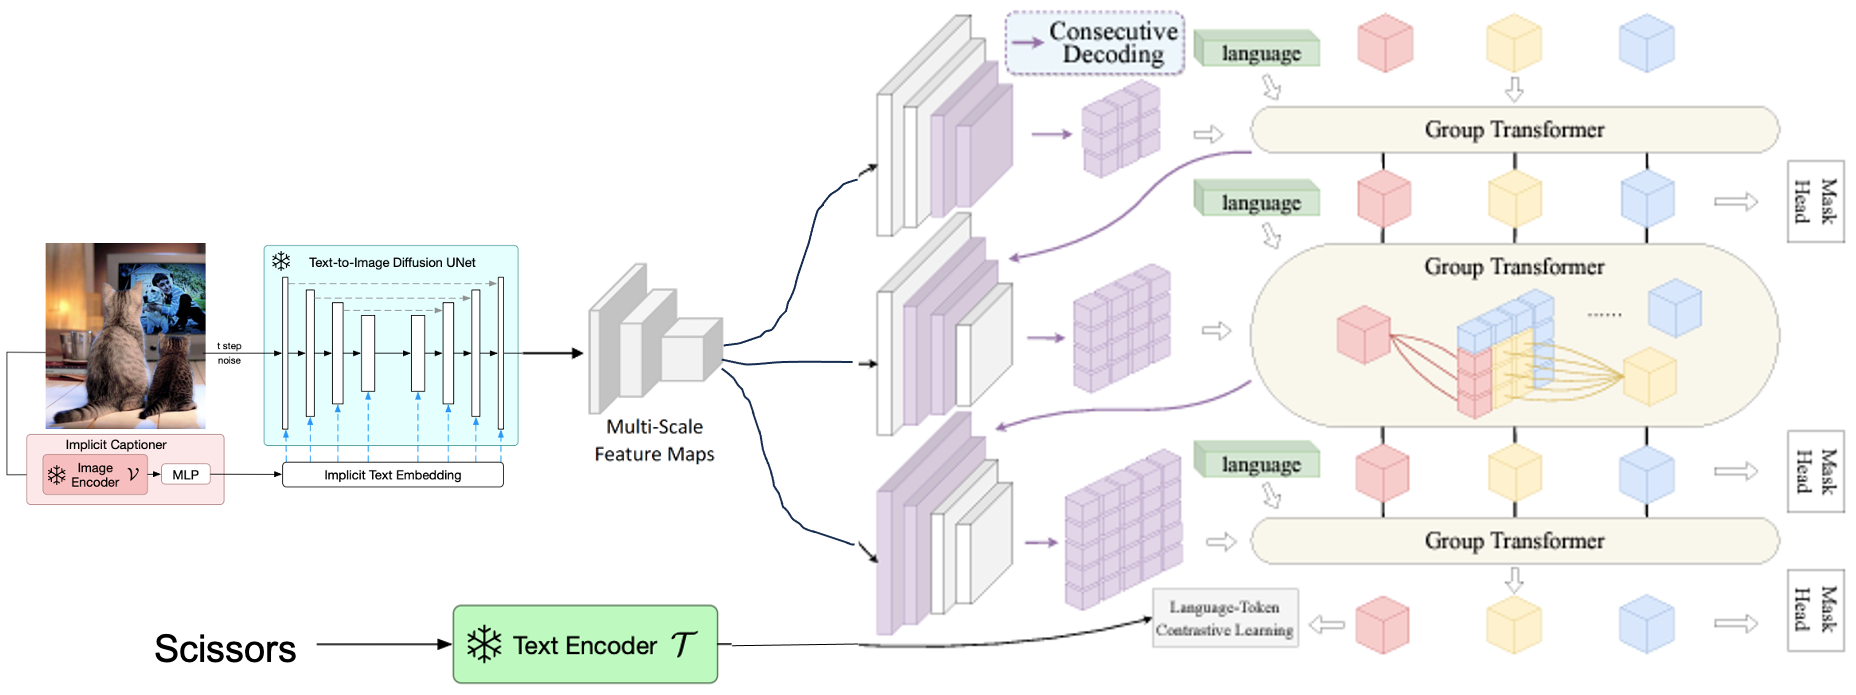 Consecutive
Decoding
language
Group Transformer
Mask
Head
language
Group Transformer
......
Text-to-Image Diffusion UNet
t step
noise
Multi-Scale
Feature Maps
Implicit Captioner
Image
Encoder 𝒱
MLP
Implicit Text Embedding
language
Mask
Head
Group Transformer
Language-Token
Contrastive Learning
Mask
Head
Scissors
Text Encoder 𝒯